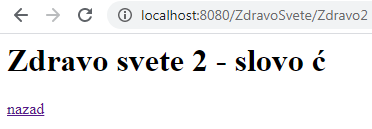 localhost:8080/ZdravoSvete/Zdravo2
Zdravo svete 2 - slovo ć
nazad